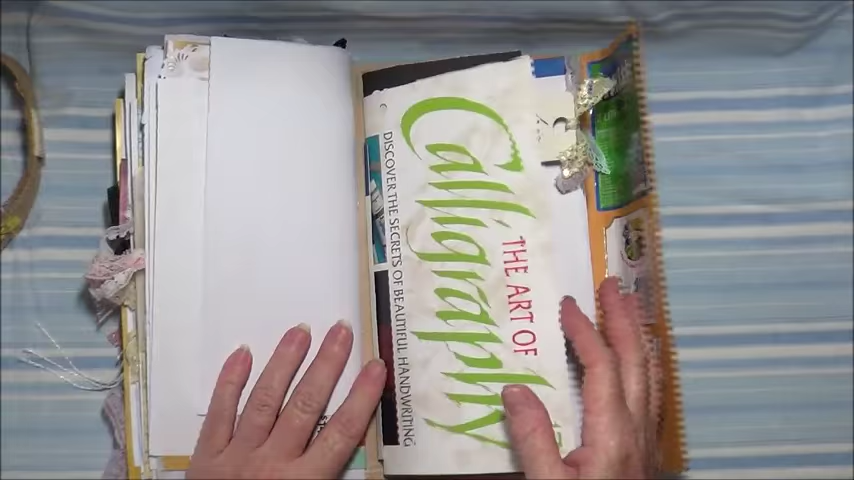 THE ART OF
Calligraphy
DISCOVER THE SECRETS OF BEAUTIFUL HANDWRITING